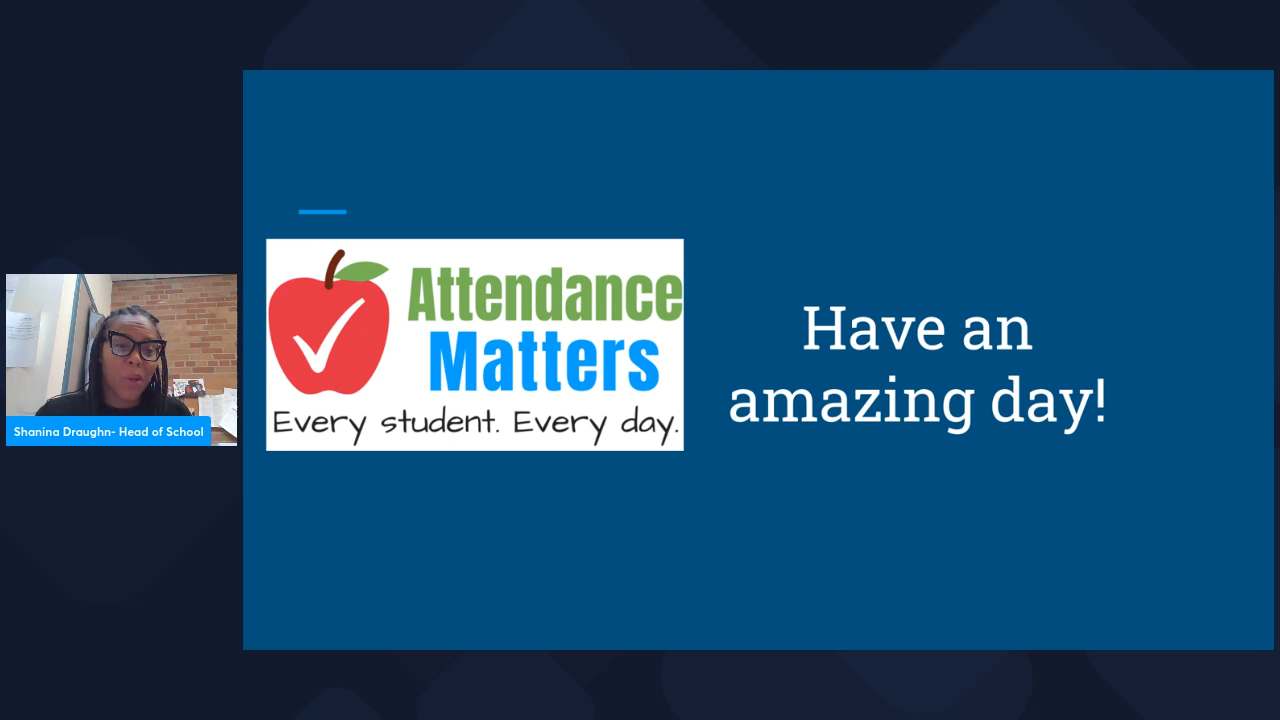 Shanina Draughn- Head of School
Attendance
Matters
Every student. Every day.
Have an
amazing day!